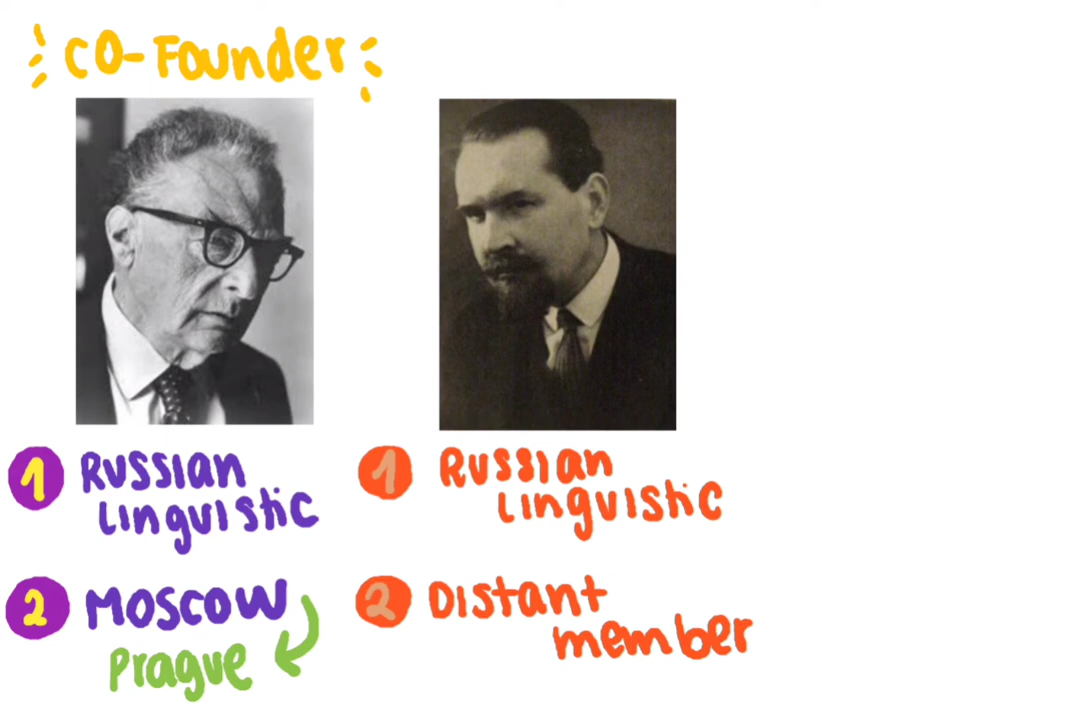 CO-Founder
1 RUSSIAN
LINGUISTIC
2 MOSCOW
Prague
1 RUSSIAN
LINGUISTIC
2 DISTANT
member